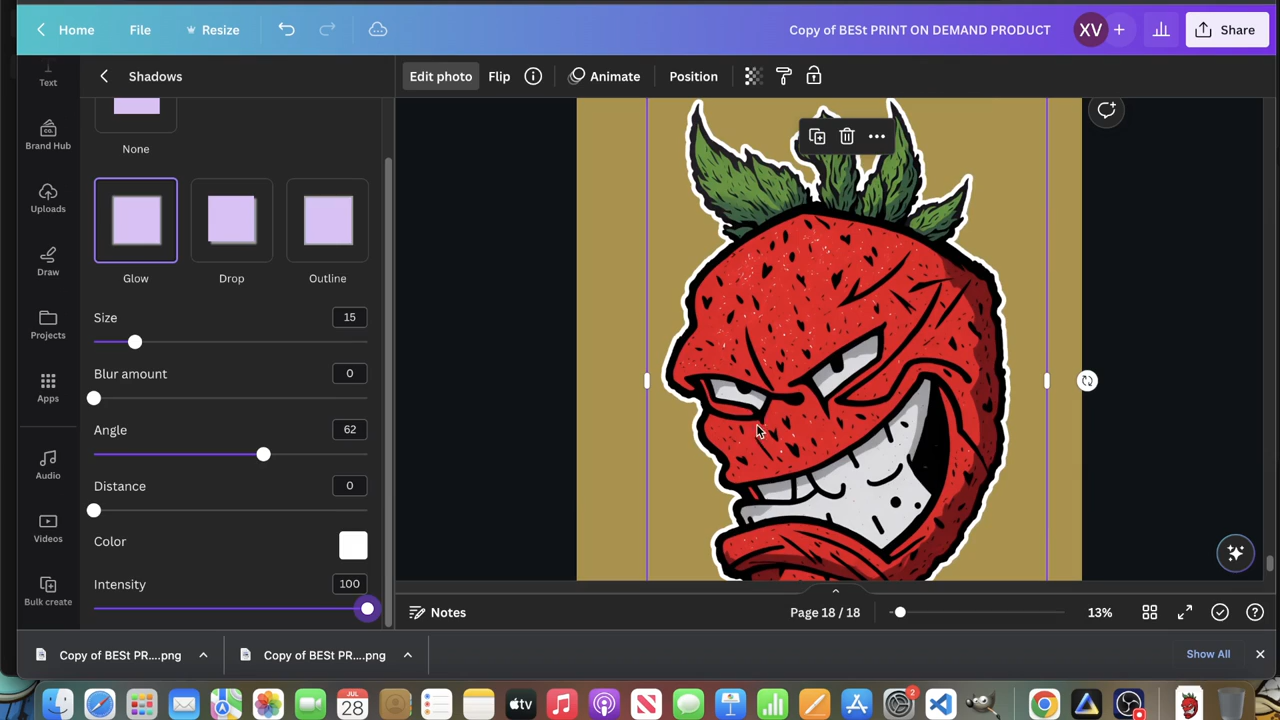 Home File Resize Copy of BESt PRINT ON DEMAND PRODUCT XV + Share
Text
Brand Hub
Uploads
Draw
Projects
Apps
Audio
Videos
Bulk create
Shadows
None
Glow Drop Outline
Size 15
Blur amount 0
Angle 62
Distance 0
Color
Intensity 100
Edit photo Flip Animate Position
Notes Page 18 / 18 13%
Copy of BESt PR....png Copy of BESt PR....png Show All
JUL
28
tv
2